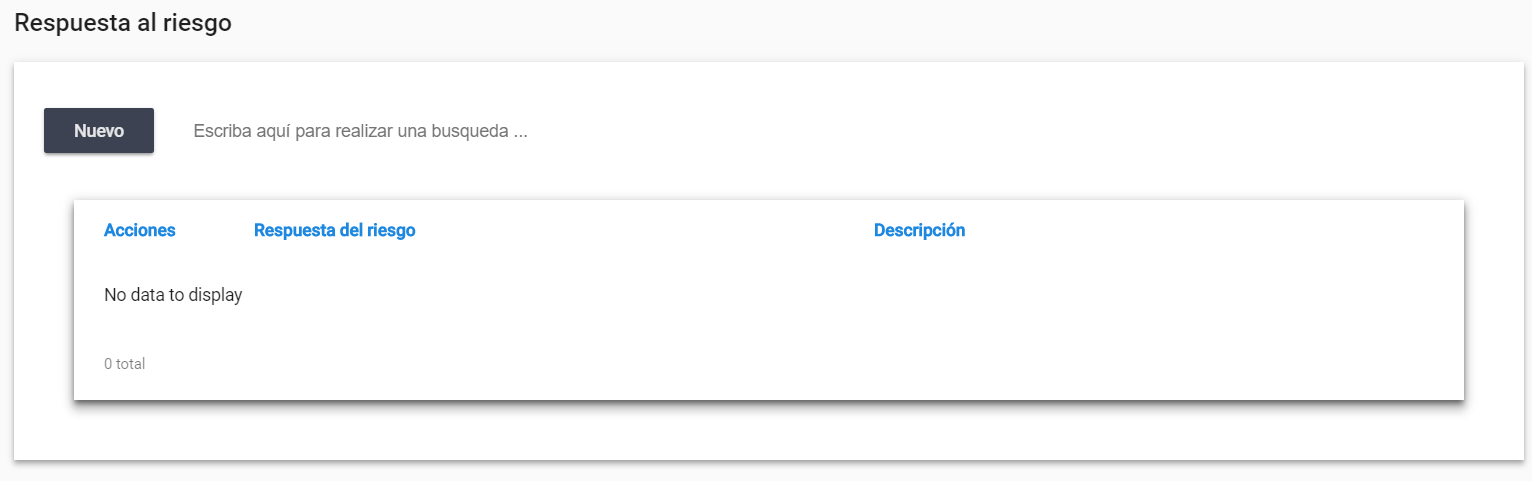 Respuesta al riesgo
Nuevo
Escriba aquí para realizar una busqueda ...
Acciones Respuesta del riesgo Descripción
No data to display
0 total